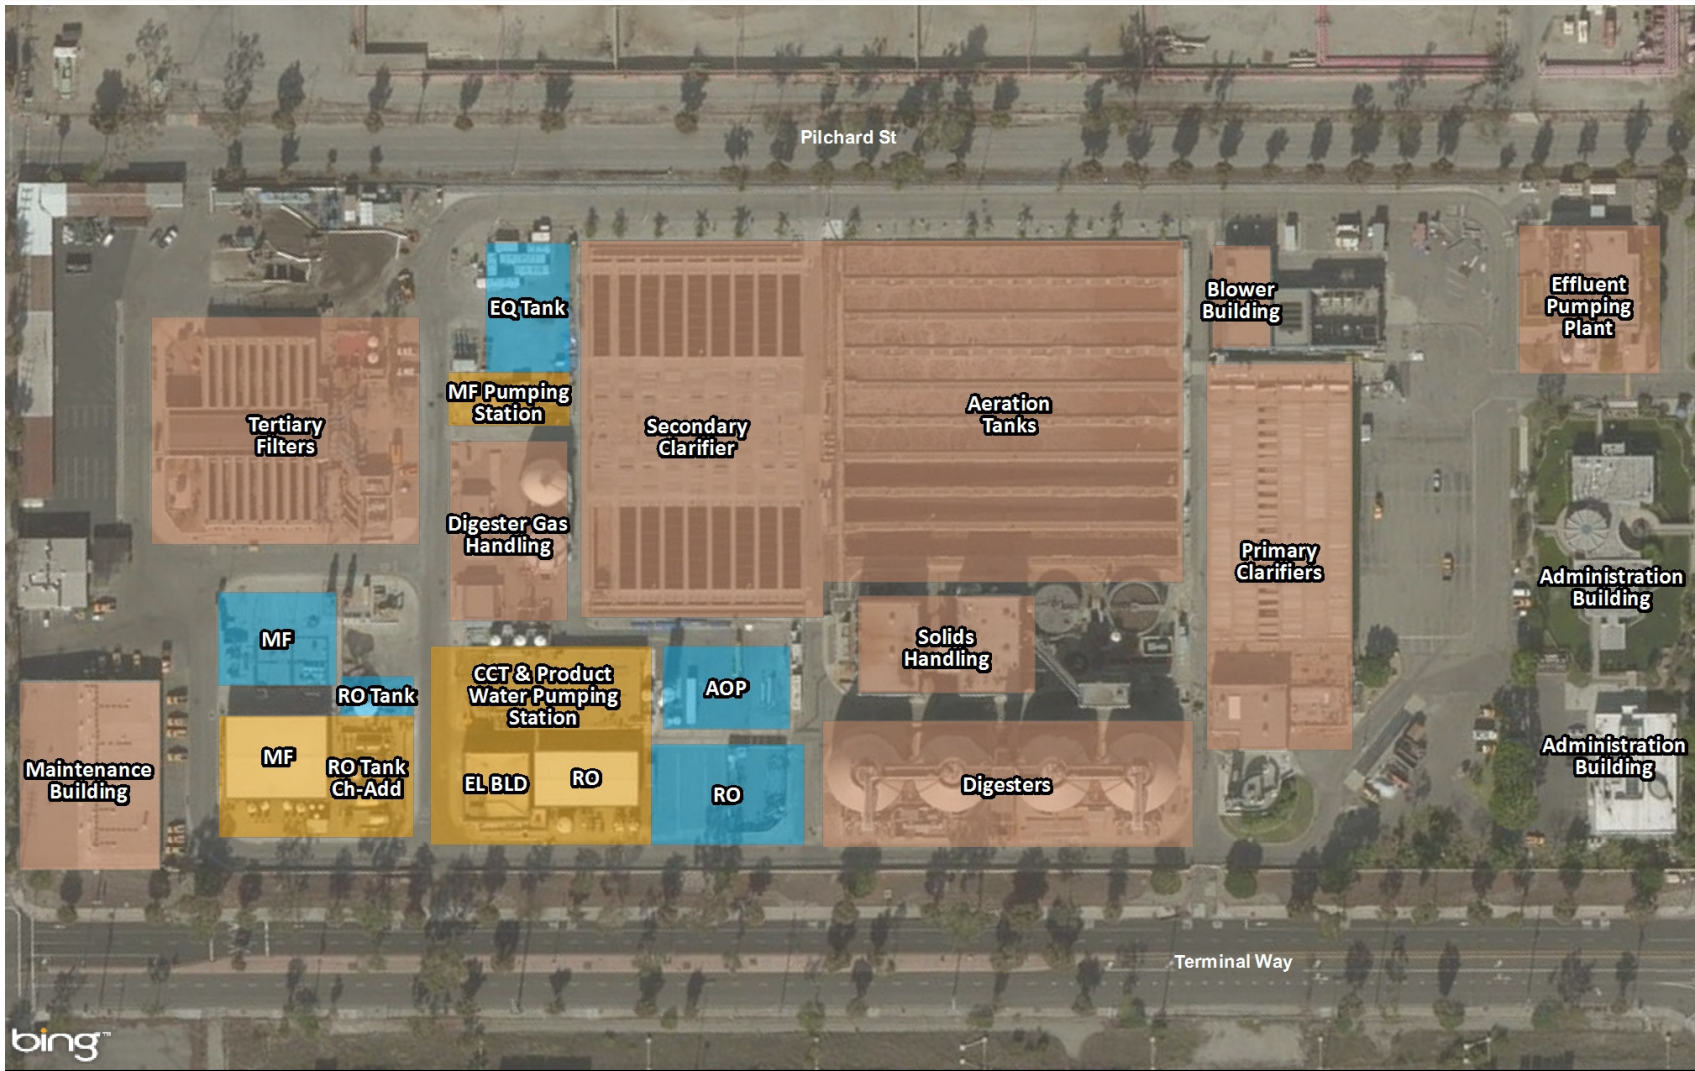 Pilchard St
EQ Tank
Blower
Building
Effluent
Pumping
Plant
MF Pumping
Station
Tertiary
Filters
Secondary
Clarifier
Aeration
Tanks
Digester Gas
Handling
Primary
Clarifiers
Administration
Building
MF
Solids
Handling
RO Tank
CCT & Product
Water Pumping
Station
AOP
Maintenance
Building
MF
RO Tank
Ch-Add
EL BLD
RO
RO
Digesters
Administration
Building
Terminal Way
bing™